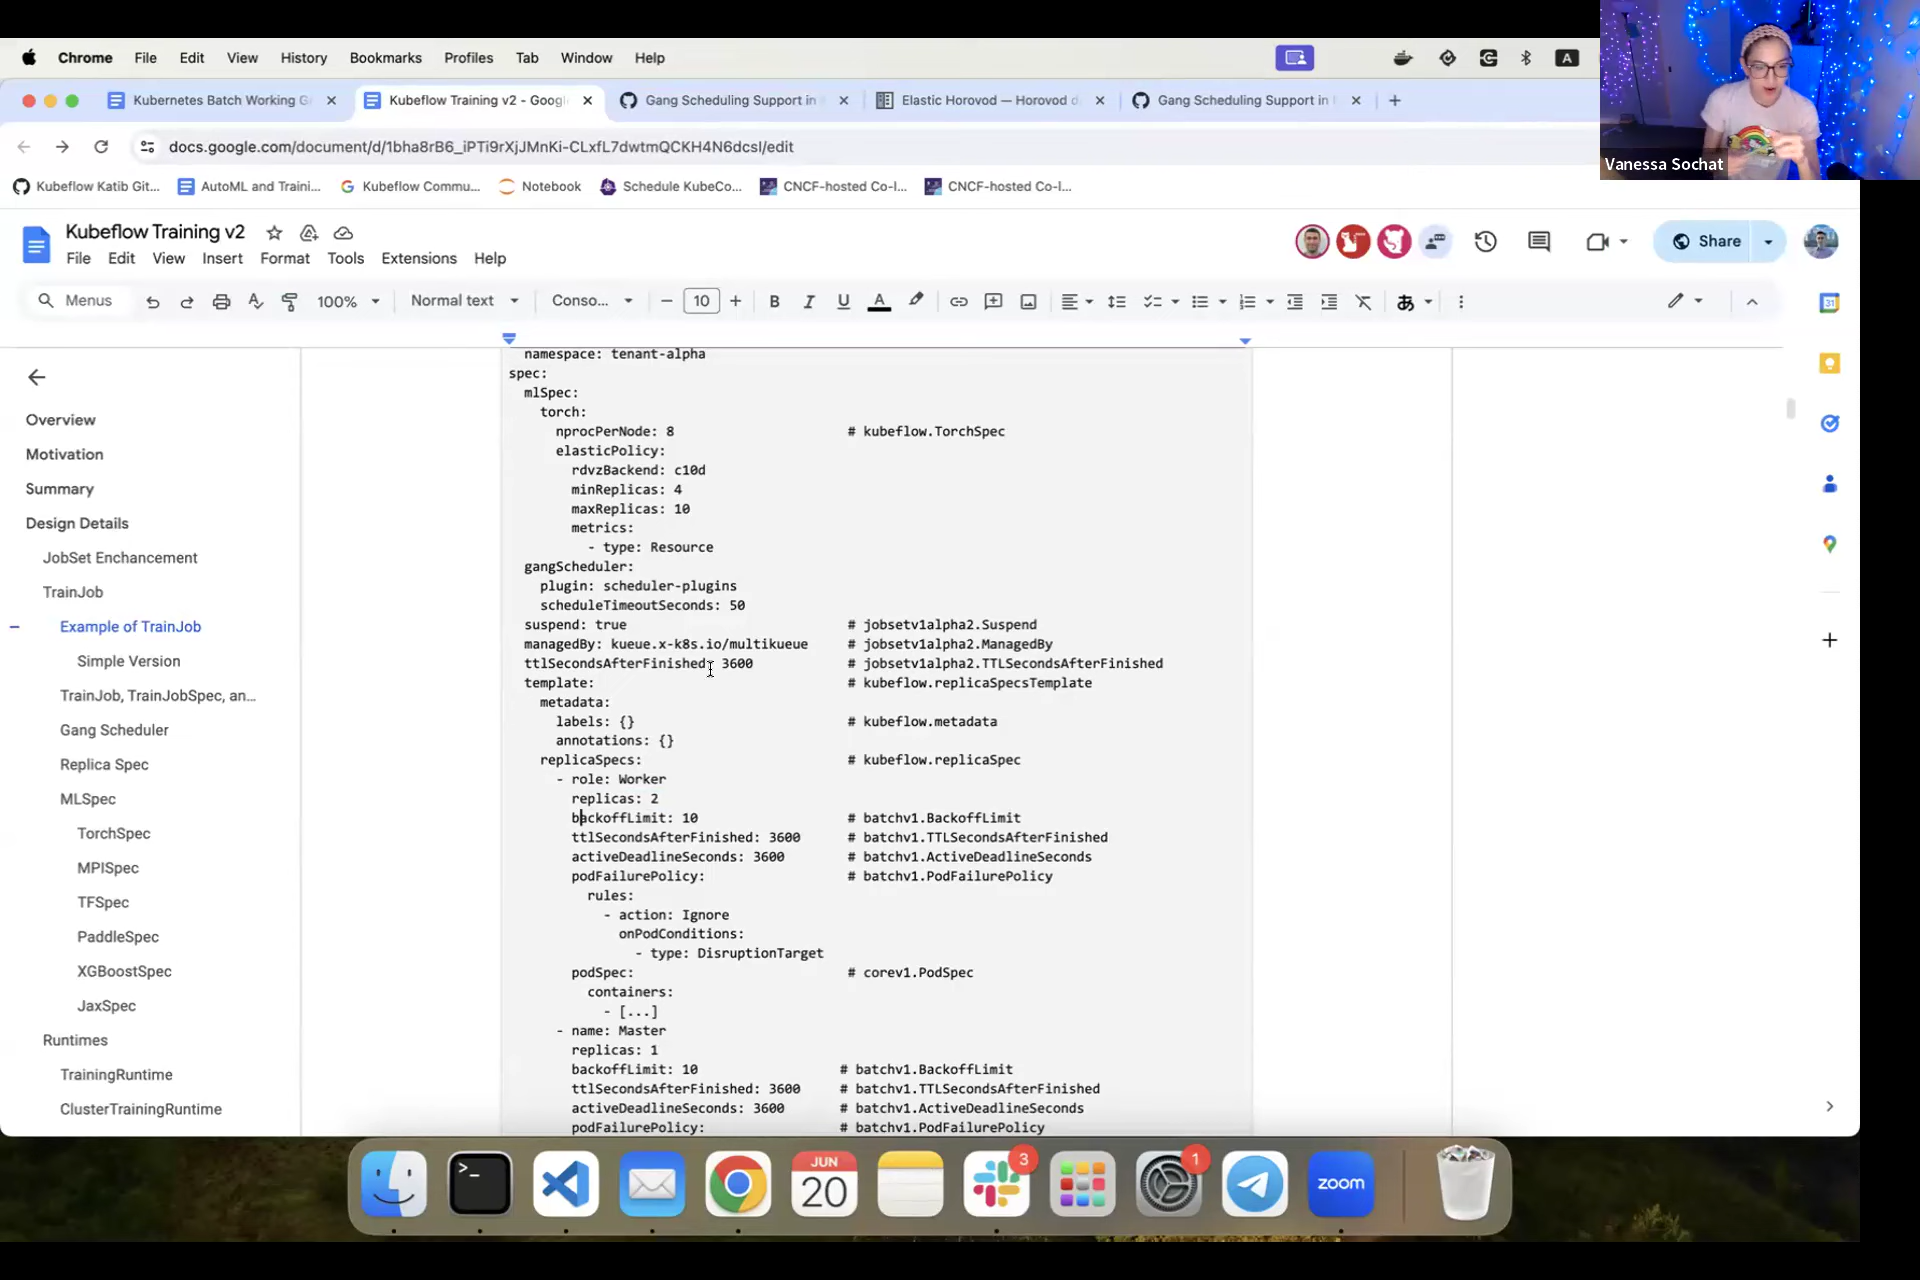 Chrome File Edit View History Bookmarks Profiles Tab Window Help
A
Vanessa Sochat
Kubernetes Batch Working G
Kubeflow Training v2 - Googl
Gang Scheduling Support in
Elastic Horovod — Horovod d
Gang Scheduling Support in
docs.google.com/document/d/1bha8rB6_iPTi9rXjJMnKi-CLxfL7dwtmQCKH4N6dcsI/edit
Kubeflow Katib Git...
AutoML and Traini...
Kubeflow Commu...
Notebook
Schedule KubeCo...
CNCF-hosted Co-l...
CNCF-hosted Co-l...
Kubeflow Training v2
File Edit View Insert Format Tools Extensions Help
Share
Menus
100%
Normal text
Conso...
10
B I U A
あ
31
Overview
Motivation
Summary
Design Details
JobSet Enchancement
TrainJob
Example of TrainJob
Simple Version
TrainJob, TrainJobSpec, an...
Gang Scheduler
Replica Spec
MLSpec
TorchSpec
MPISpec
TFSpec
PaddleSpec
XGBoostSpec
JaxSpec
Runtimes
TrainingRuntime
ClusterTrainingRuntime
namespace: tenant-alpha
spec:
mlSpec:
torch:
nprocPerNode: 8 # kubeflow.TorchSpec
elasticPolicy:
rdvzBackend: c10d
minReplicas: 4
maxReplicas: 10
metrics:
- type: Resource
gangScheduler:
plugin: scheduler-plugins
scheduleTimeoutSeconds: 50
suspend: true # jobsetv1alpha2.Suspend
managedBy: kueue.x-k8s.io/multikueue # jobsetv1alpha2.ManagedBy
ttlSecondsAfterFinished: 3600 # jobsetv1alpha2.TTLSecondsAfterFinished
template: # kubeflow.replicaSpecsTemplate
metadata:
labels: {} # kubeflow.metadata
annotations: {}
replicaSpecs: # kubeflow.replicaSpec
- role: Worker
replicas: 2
backoffLimit: 10 # batchv1.BackoffLimit
ttlSecondsAfterFinished: 3600 # batchv1.TTLSecondsAfterFinished
activeDeadlineSeconds: 3600 # batchv1.ActiveDeadlineSeconds
podFailurePolicy: # batchv1.PodFailurePolicy
rules:
- action: Ignore
onPodConditions:
- type: DisruptionTarget
podSpec: # corev1.PodSpec
containers:
- [...]
- name: Master
replicas: 1
backoffLimit: 10 # batchv1.BackoffLimit
ttlSecondsAfterFinished: 3600 # batchv1.TTLSecondsAfterFinished
activeDeadlineSeconds: 3600 # batchv1.ActiveDeadlineSeconds
podFailurePolicy: # batchv1.PodFailurePolicy
JUN
20
3
1
zoom